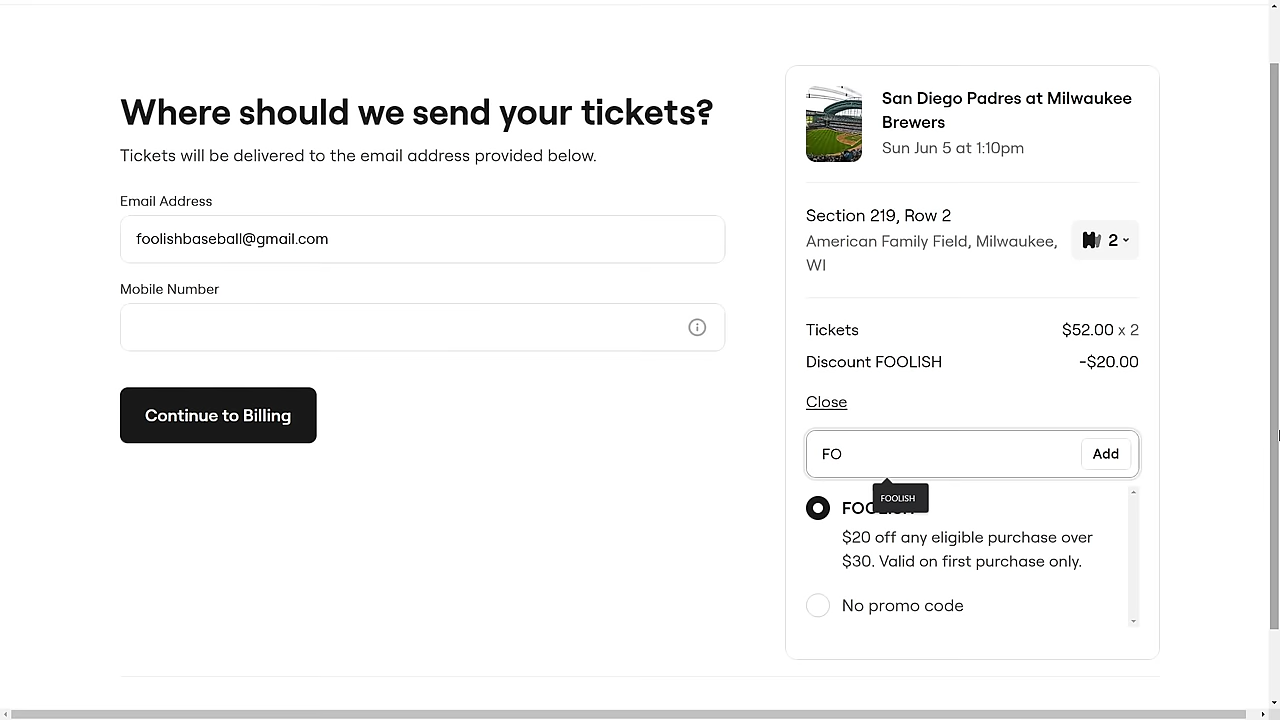 Where should we send your tickets?
Tickets will be delivered to the email address provided below.
Email Address
foolishbaseball@gmail.com
Mobile Number
Continue to Billing
San Diego Padres at Milwaukee
Brewers
Sun Jun 5 at 1:10pm
Section 219, Row 2
American Family Field, Milwaukee,
WI
2
Tickets
$52.00 x 2
Discount FOOLISH
-$20.00
Close
FO
Add
FOOLISH
FOOLISH
$20 off any eligible purchase over
$30. Valid on first purchase only.
No promo code